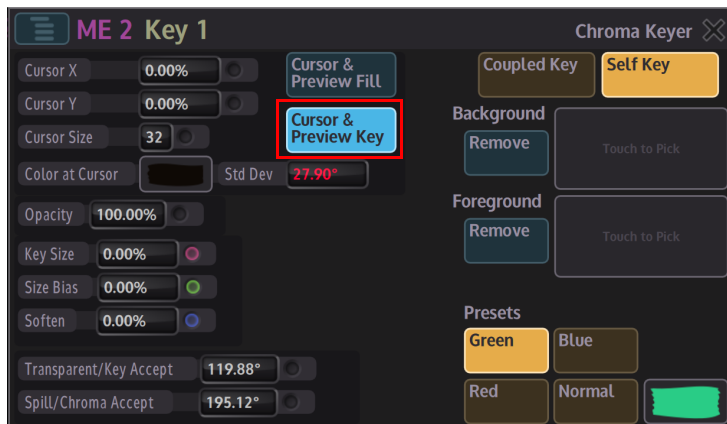 ME 2 Key 1
Chroma Keyer
Cursor X 0.00%
Cursor &
Preview Fill
Coupled Key
Self Key
Cursor Y 0.00%
Cursor &
Preview Key
Background
Remove
Touch to Pick
Cursor Size 32
Color at Cursor
Std Dev 27.90°
Opacity 100.00%
Foreground
Remove
Touch to Pick
Key Size 0.00%
Size Bias 0.00%
Soften 0.00%
Presets
Green
Blue
Transparent/Key Accept 119.88°
Spill/Chroma Accept 195.12°
Red
Normal